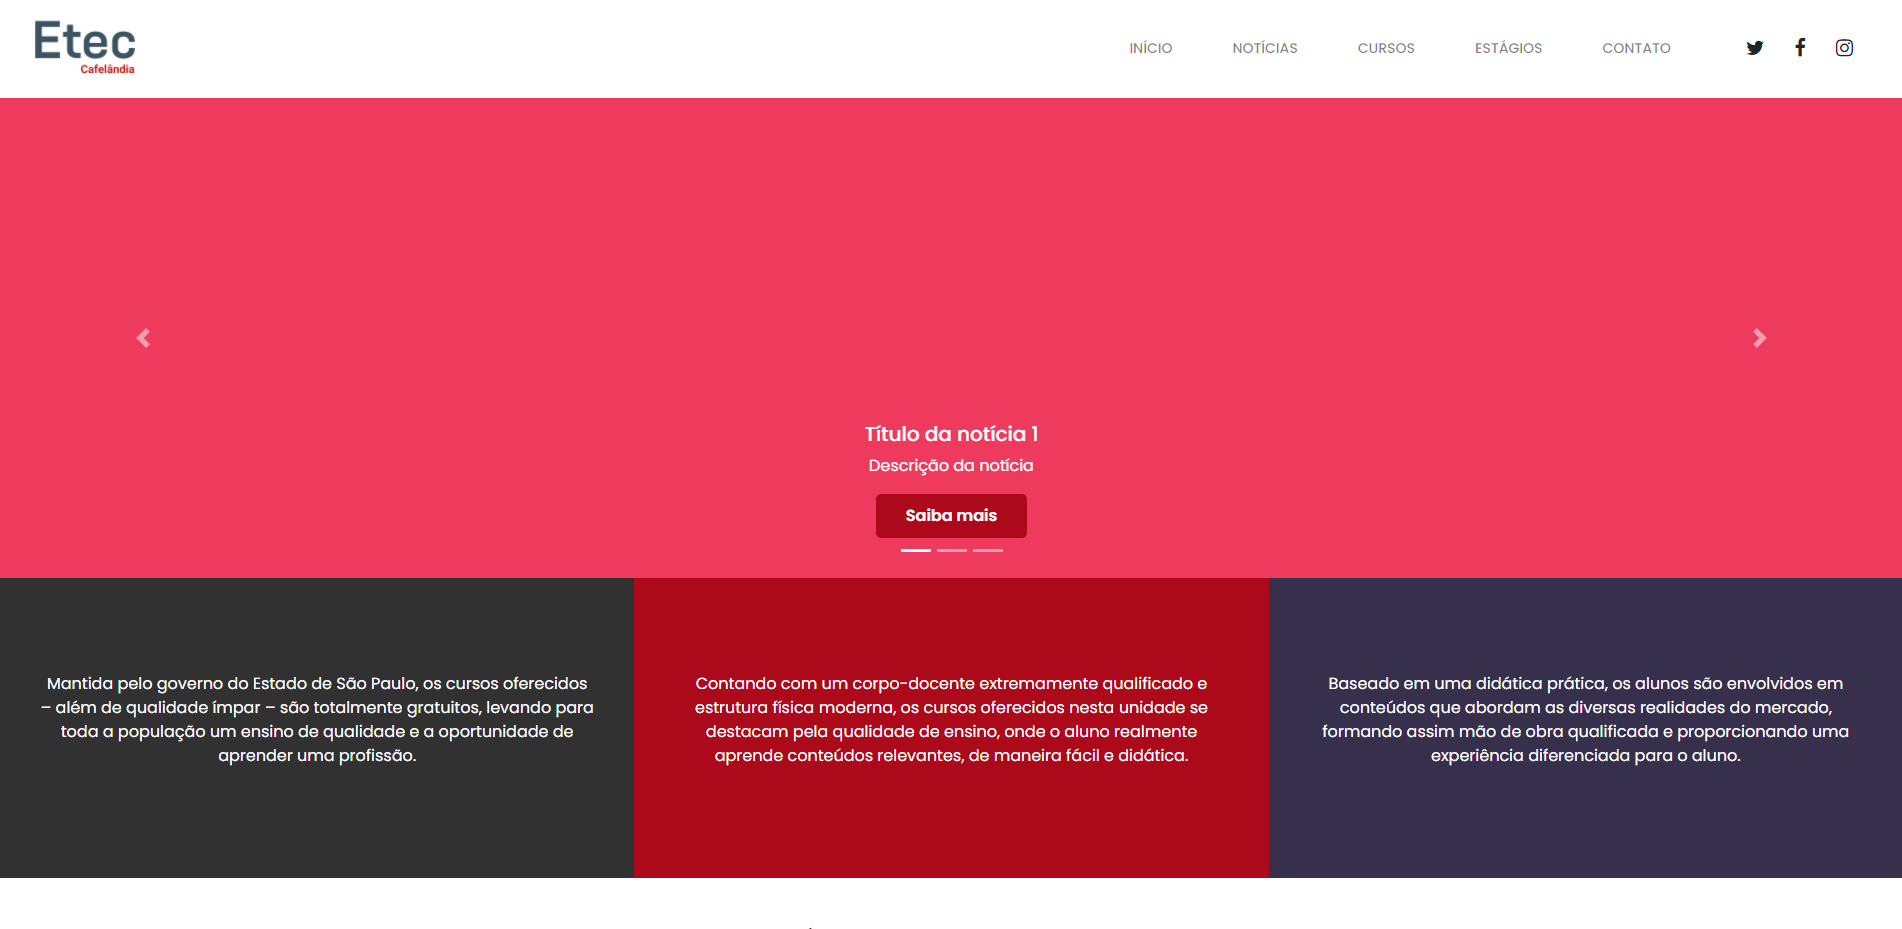 Etec
Cafelândia
INÍCIO NOTÍCIAS CURSOS ESTÁGIOS CONTATO
Título da notícia 1
Descrição da notícia
Saiba mais
Mantida pelo governo do Estado de São Paulo, os cursos oferecidos
– além de qualidade ímpar – são totalmente gratuitos, levando para
toda a população um ensino de qualidade e a oportunidade de
aprender uma profissão.
Contando com um corpo-docente extremamente qualificado e
estrutura física moderna, os cursos oferecidos nesta unidade se
destacam pela qualidade de ensino, onde o aluno realmente
aprende conteúdos relevantes, de maneira fácil e didática.
Baseado em uma didática prática, os alunos são envolvidos em
conteúdos que abordam as diversas realidades do mercado,
formando assim mão de obra qualificada e proporcionando uma
experiência diferenciada para o aluno.